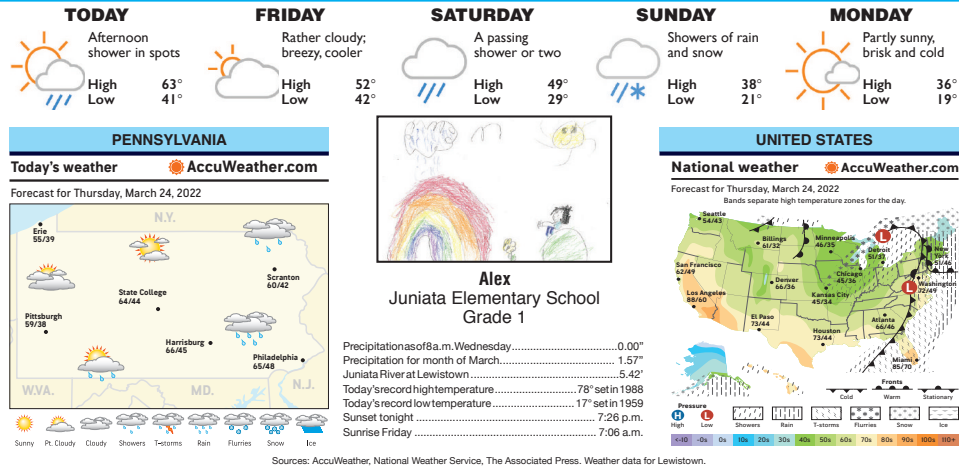 TODAY
Afternoon
shower in spots
High 63°
Low 41°
FRIDAY
Rather cloudy;
breezy, cooler
High 52°
Low 42°
SATURDAY
A passing
shower or two
High 49°
Low 29°
SUNDAY
Showers of rain
and snow
High 38°
Low 21°
MONDAY
Partly sunny,
brisk and cold
High 36°
Low 19°
PENNSYLVANIA
Today's weather AccuWeather.com
Forecast for Thursday, March 24, 2022
N.Y.
Erie
55/39
Scranton
60/42
State College
64/44
Pittsburgh
59/38
Harrisburg
66/45
Philadelphia
65/48
W.VA.
MD.
N.J.
Sunny Pt. Cloudy Cloudy Showers T-storms Rain Flurries Snow Ice
Alex
Juniata Elementary School
Grade 1
Precipitationasof8a.m.Wednesday............................0.00"
Precipitation for month of March............................ 1.57"
Juniata River at Lewistown......................................5.42'
Today'srecord hightemperature.................... 78° setin 1988
Today'srecord low temperature.................... 17° set in 1959
Sunset tonight ................................................ 7:26 p.m.
Sunrise Friday ................................................ 7:06 a.m.
UNITED STATES
National weather AccuWeather.com
Forecast for Thursday, March 24, 2022
Bands separate high temperature zones for the day.
Seattle
54/43
Billings
61/32
Minneapolis
46/35
Detroit
51/37
New
York
51/46
San Francisco
62/49
Denver
66/36
Chicago
45/36
Kansas City
45/34
Washington
72/49
Los Angeles
88/60
El Paso
73/44
Houston
73/44
Atlanta
66/46
Miami
85/70
L
L
Fronts
Cold Warm Stationary
Pressure
H L
High Low Showers Rain T-storms Flurries Snow Ice
<-10 -0s 0s 10s 20s 30s 40s 50s 60s 70s 80s 90s 100s 110+
Sources: AccuWeather, National Weather Service, The Associated Press. Weather data for Lewistown.